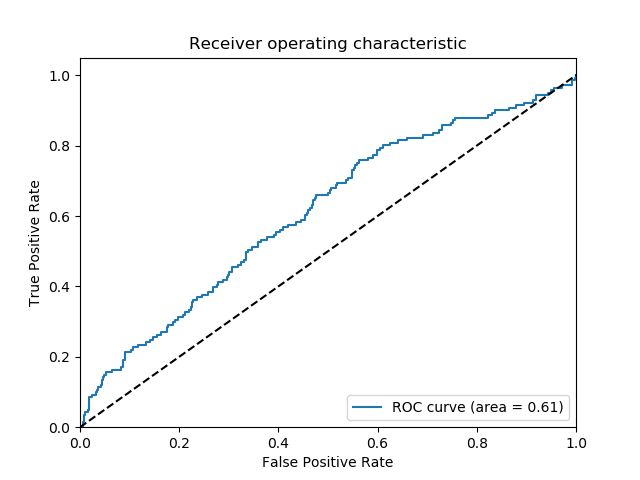 Receiver operating characteristic
True Positive Rate
1.0
0.8
0.6
0.4
0.2
0.0
ROC curve (area = 0.61)
0.0 0.2 0.4 0.6 0.8 1.0
False Positive Rate